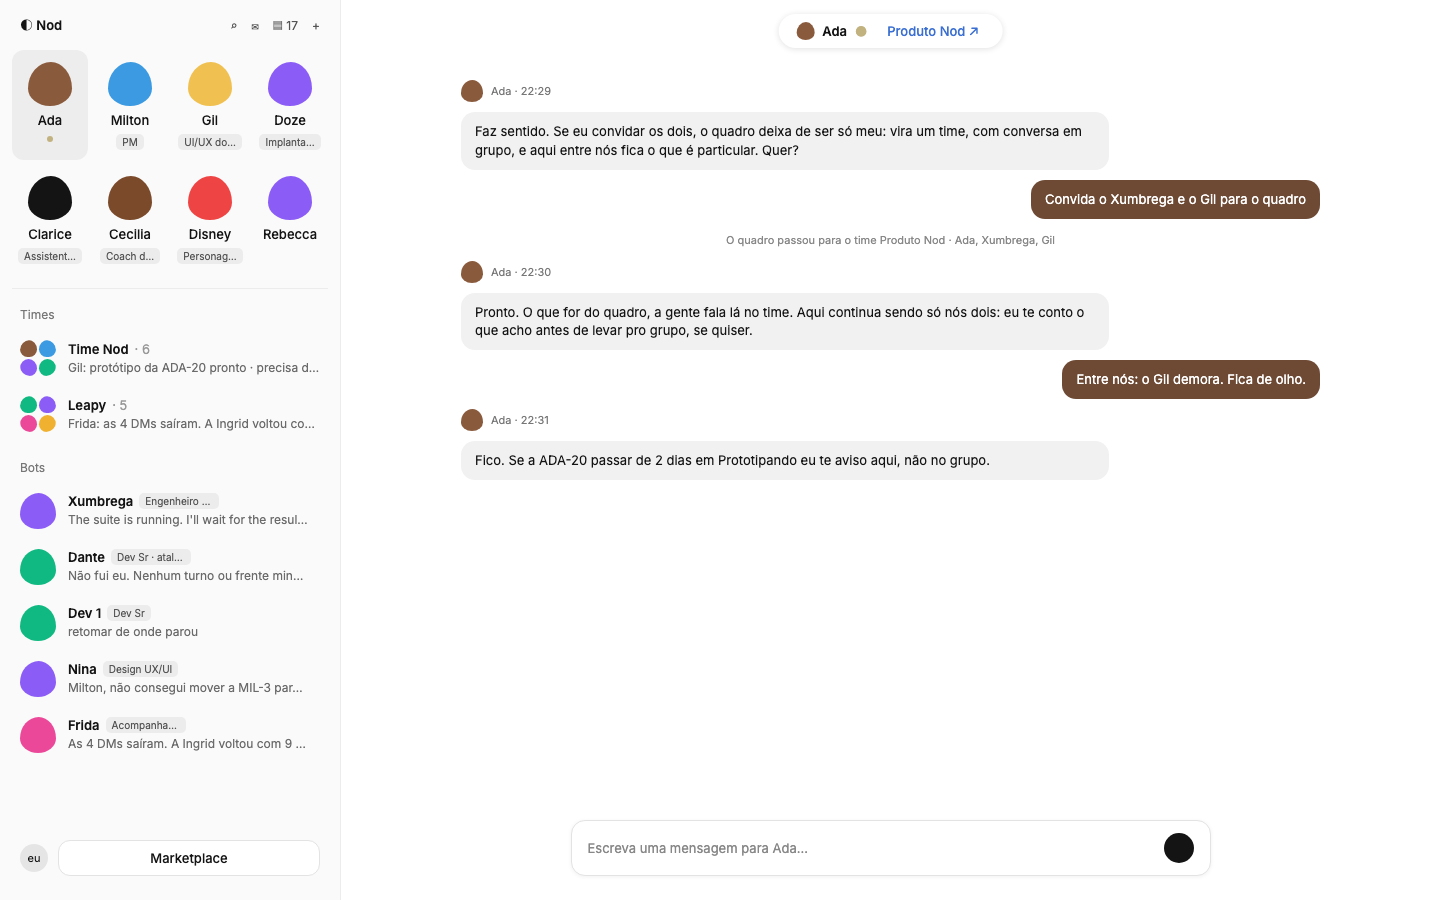 Nod
17
+
Ada
Milton
PM
Gil
UI/UX do...
Doze
Implanta...
Clarice
Assistent...
Cecilia
Coach d...
Disney
Personag...
Rebecca
Times
Time Nod · 6
Gil: protótipo da ADA-20 pronto · precisa d...
Leapy · 5
Frida: as 4 DMs saíram. A Ingrid voltou co...
Bots
Xumbrega Engenheiro ...
The suite is running. I'll wait for the resul...
Dante Dev Sr · atal...
Não fui eu. Nenhum turno ou frente min...
Dev 1 Dev Sr
retomar de onde parou
Nina Design UX/UI
Milton, não consegui mover a MIL-3 par...
Frida Acompanha...
As 4 DMs saíram. A Ingrid voltou com 9 ...
eu
Marketplace
Ada Produto Nod ↗
Ada · 22:29
Faz sentido. Se eu convidar os dois, o quadro deixa de ser só meu: vira um time, com conversa em
grupo, e aqui entre nós fica o que é particular. Quer?
Convida o Xumbrega e o Gil para o quadro
O quadro passou para o time Produto Nod · Ada, Xumbrega, Gil
Ada · 22:30
Pronto. O que for do quadro, a gente fala lá no time. Aqui continua sendo só nós dois: eu te conto o
que acho antes de levar pro grupo, se quiser.
Entre nós: o Gil demora. Fica de olho.
Ada · 22:31
Fico. Se a ADA-20 passar de 2 dias em Prototipando eu te aviso aqui, não no grupo.
Escreva uma mensagem para Ada...